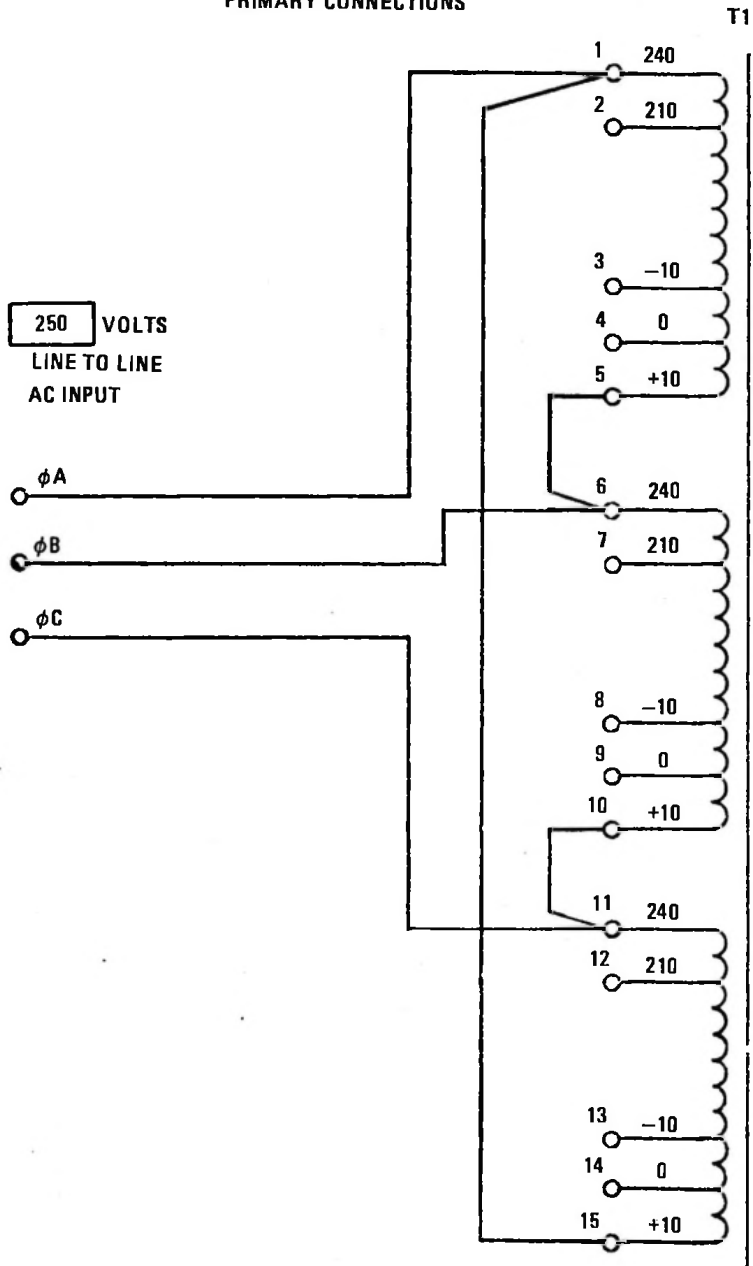 PRIMARY CONNECTIONS
T1
1 240
2 210
3 −10
4 0
5 +10
250 VOLTS
LINE TO LINE
AC INPUT
ϕA
ϕB
ϕC
6 240
7 210
8 −10
9 0
10 +10
11 240
12 210
13 −10
14 0
15 +10